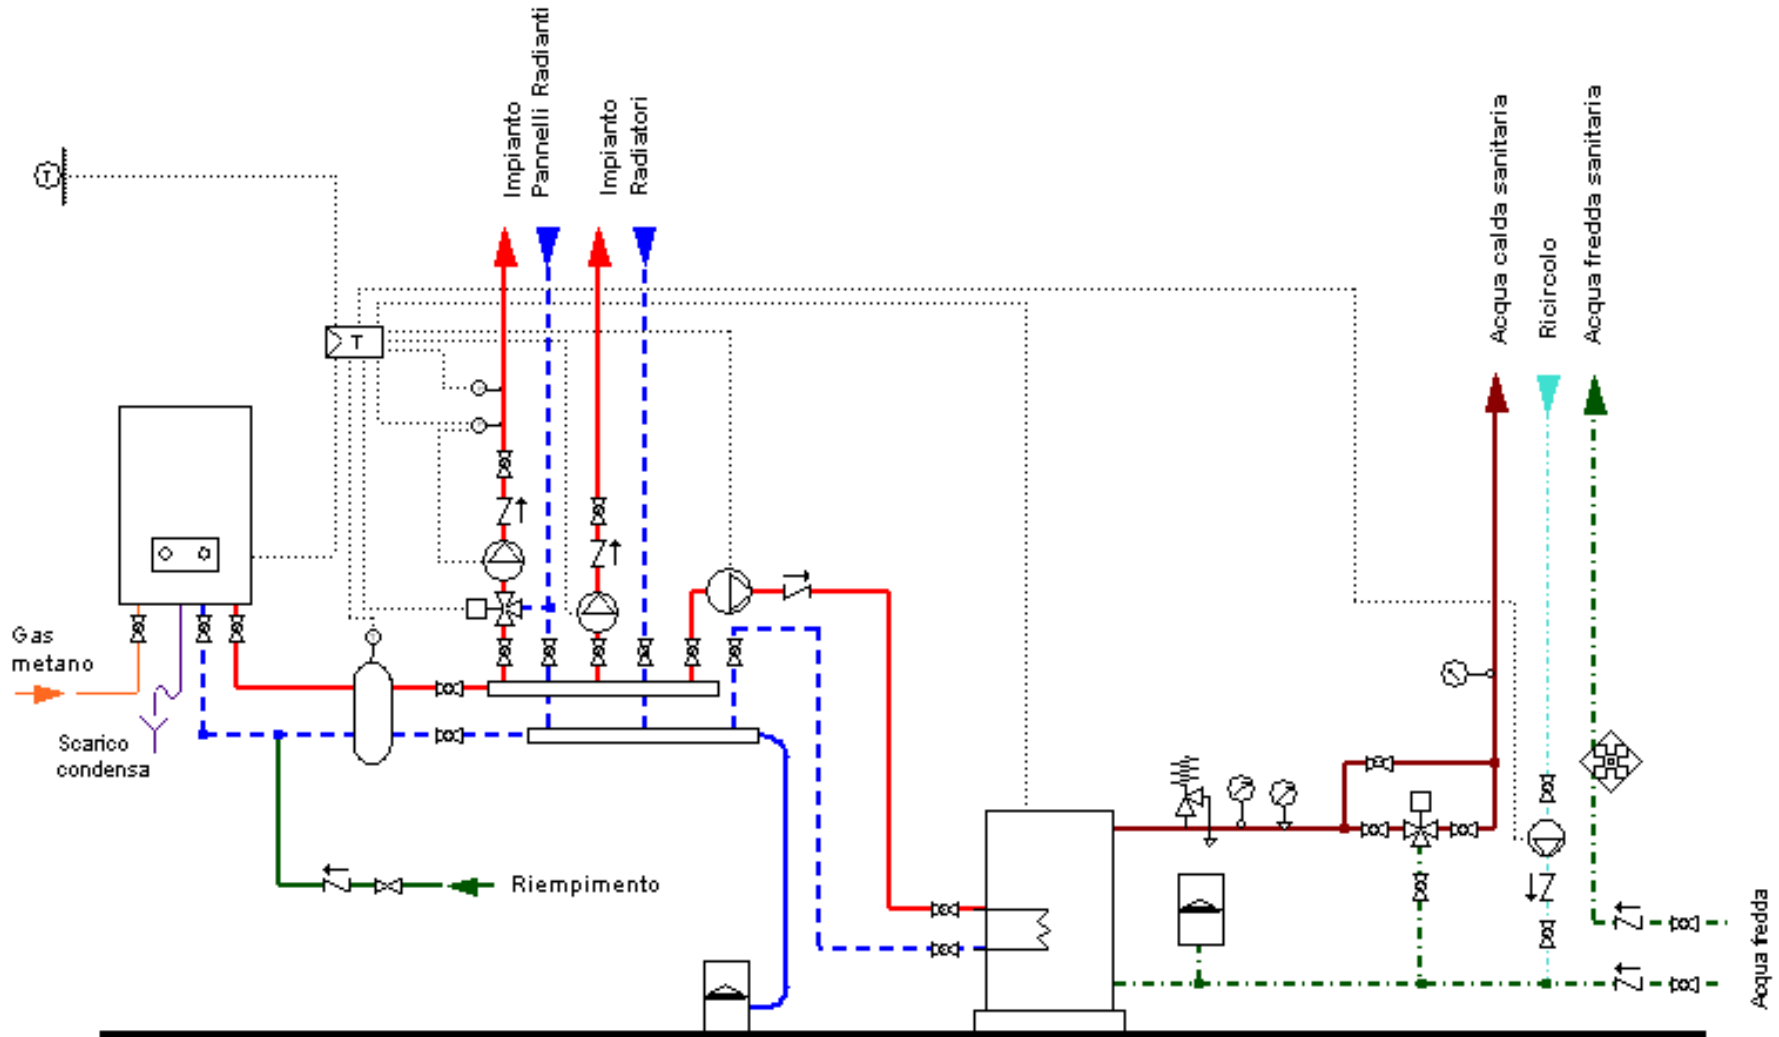 Impianto
Pannelli Radianti
Impianto
Radiatori
Acqua calda sanitaria
Ricircolo
Acqua fredda sanitaria
T
T
Gas
metano
Scarico
condensa
Riempimento
Acqua fredda